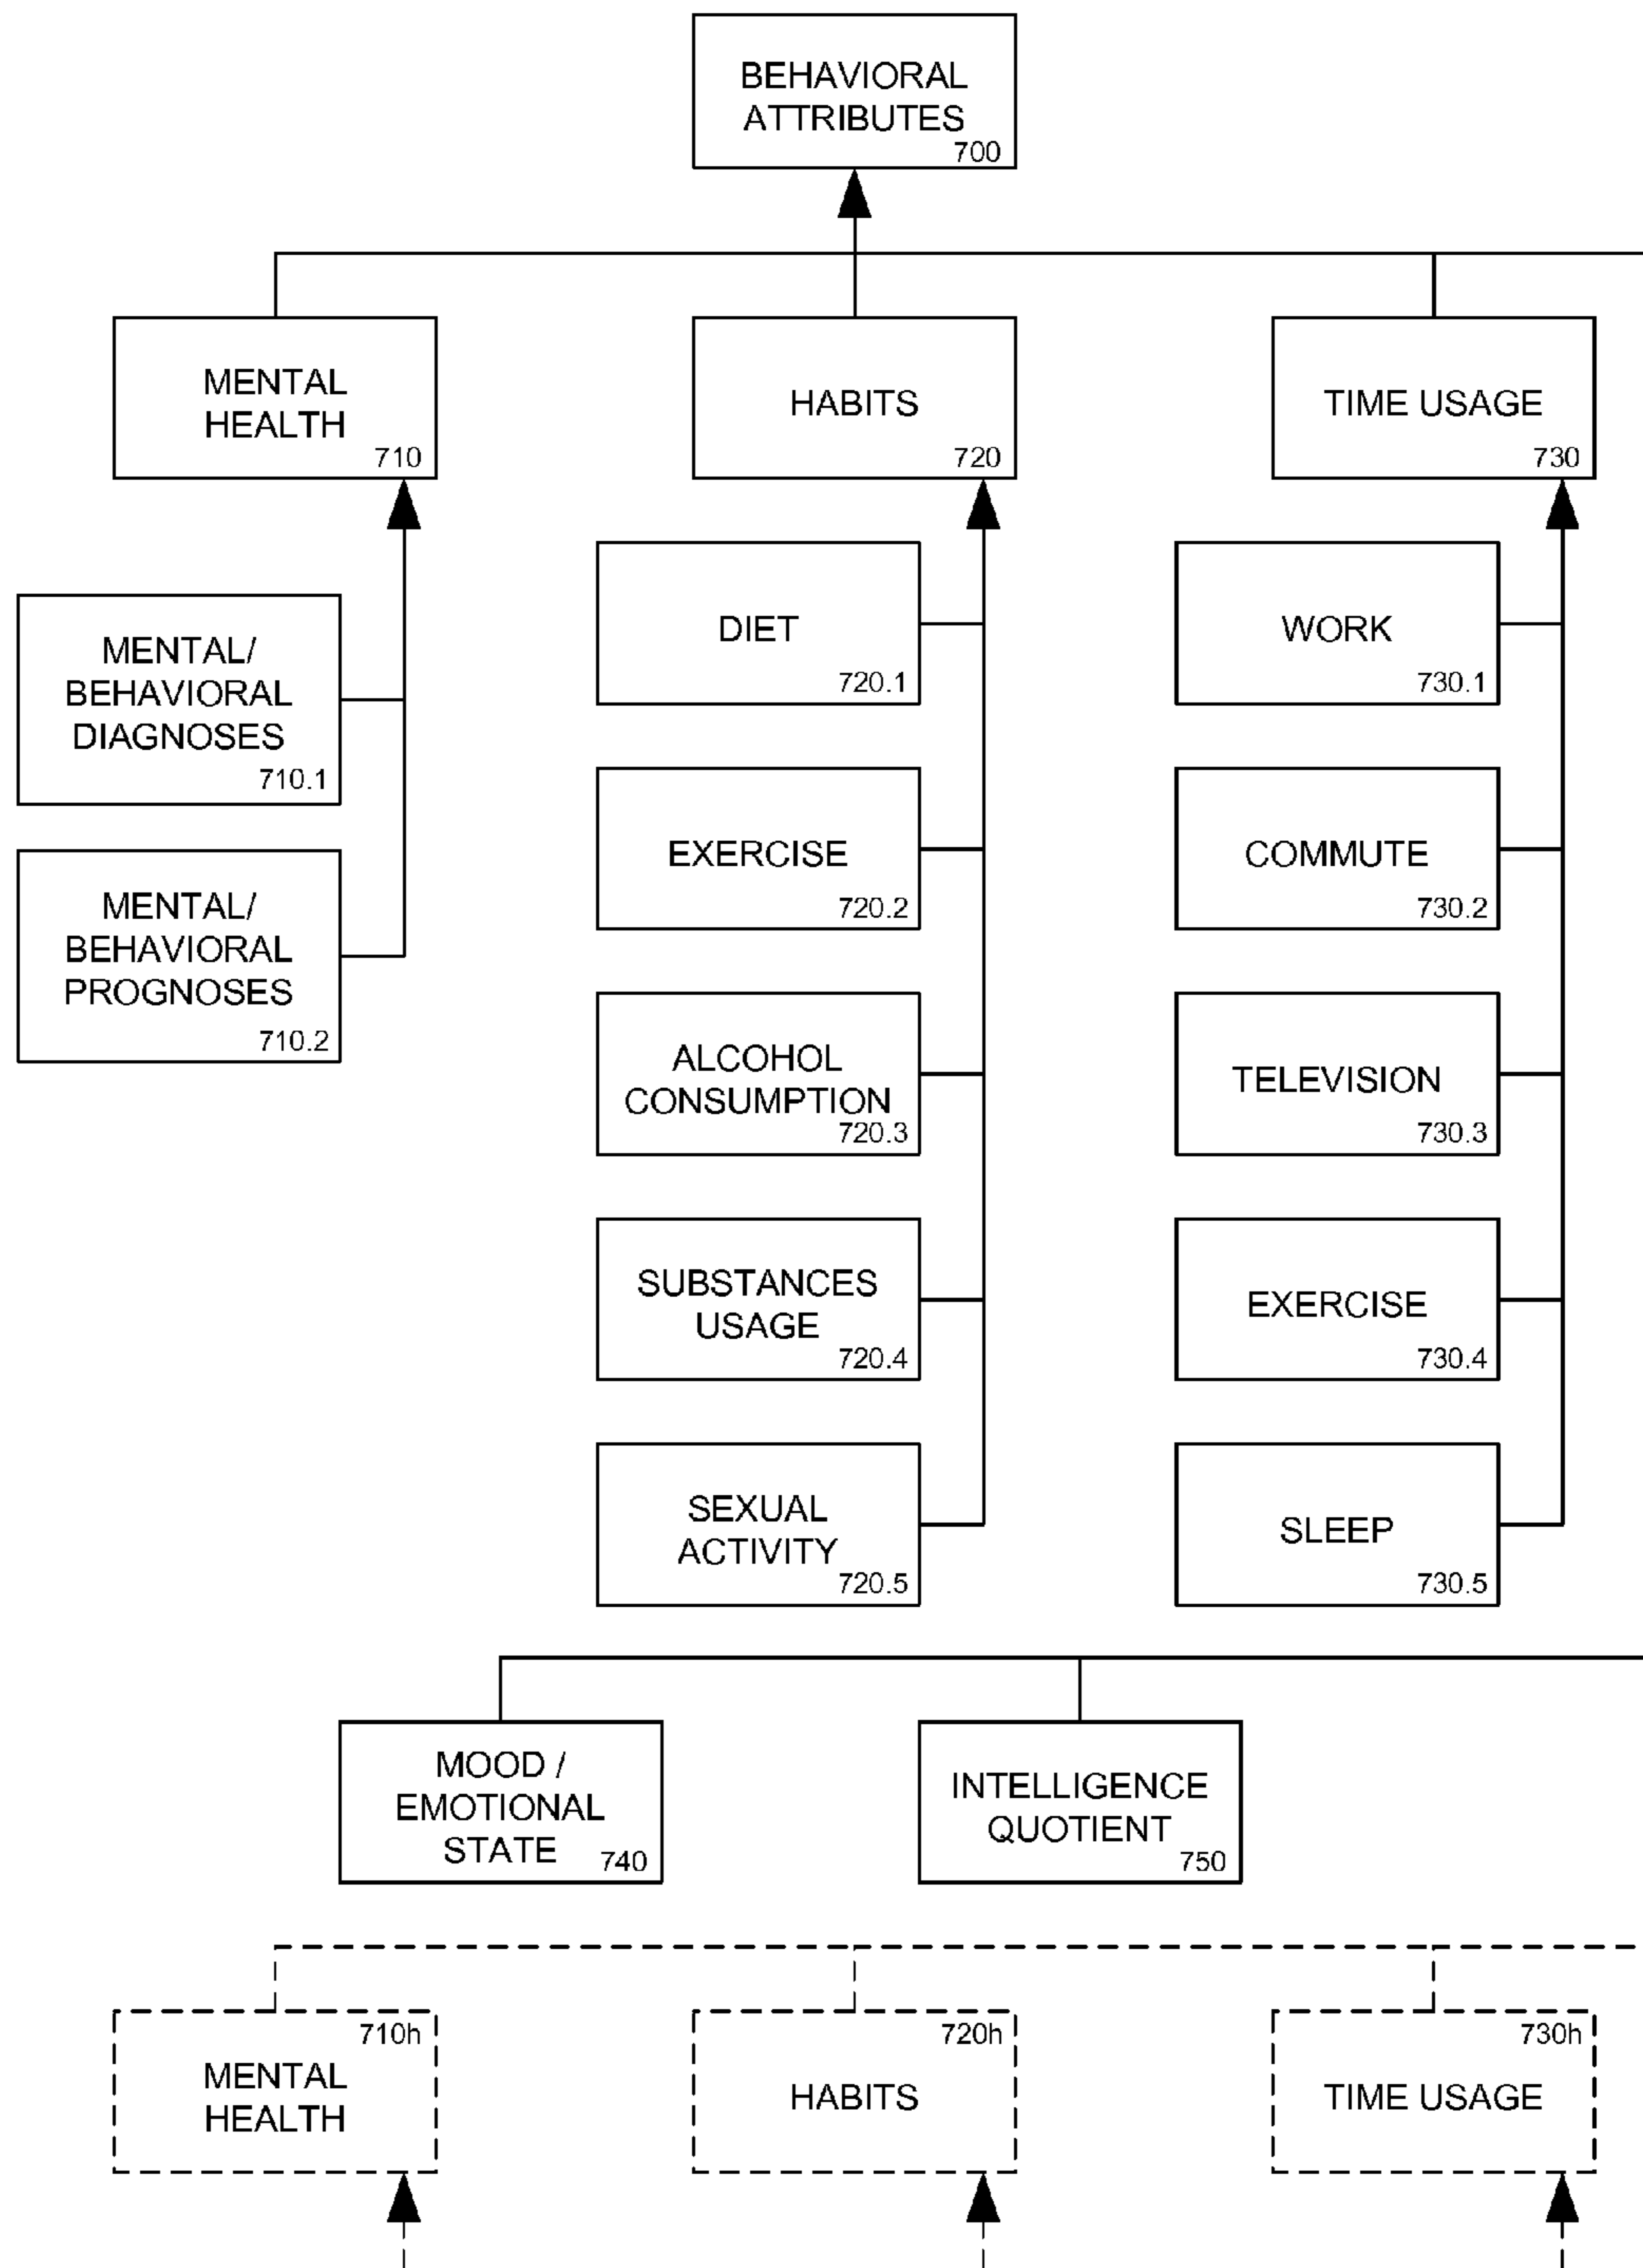 BEHAVIORAL
ATTRIBUTES
700
MENTAL
HEALTH
710
HABITS
720
TIME USAGE
730
MENTAL/
BEHAVIORAL
DIAGNOSES
710.1
MENTAL/
BEHAVIORAL
PROGNOSES
710.2
DIET
720.1
EXERCISE
720.2
ALCOHOL
CONSUMPTION
720.3
SUBSTANCES
USAGE
720.4
SEXUAL
ACTIVITY
720.5
WORK
730.1
COMMUTE
730.2
TELEVISION
730.3
EXERCISE
730.4
SLEEP
730.5
MOOD /
EMOTIONAL
STATE
740
INTELLIGENCE
QUOTIENT
750
710h
MENTAL
HEALTH
720h
HABITS
730h
TIME USAGE